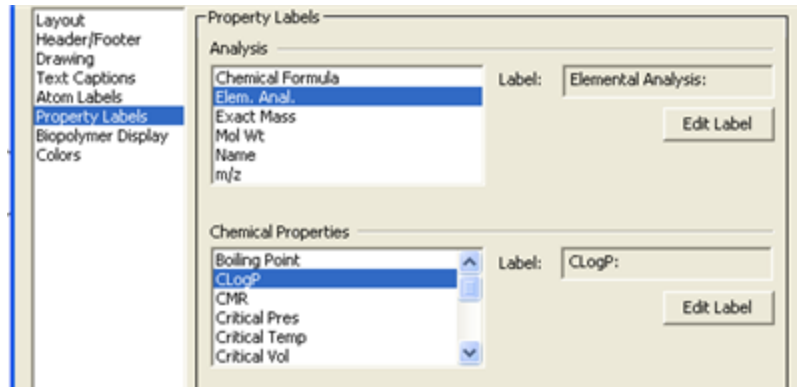 Layout
Header/Footer
Drawing
Text Captions
Atom Labels
Property Labels
Biopolymer Display
Colors
Property Labels
Analysis
Chemical Formula
Elem. Anal.
Exact Mass
Mol Wt
Name
m/z
Label: Elemental Analysis:
Edit Label
Chemical Properties
Boiling Point
CLogP
CMR
Critical Pres
Critical Temp
Critical Vol
Label: CLogP:
Edit Label